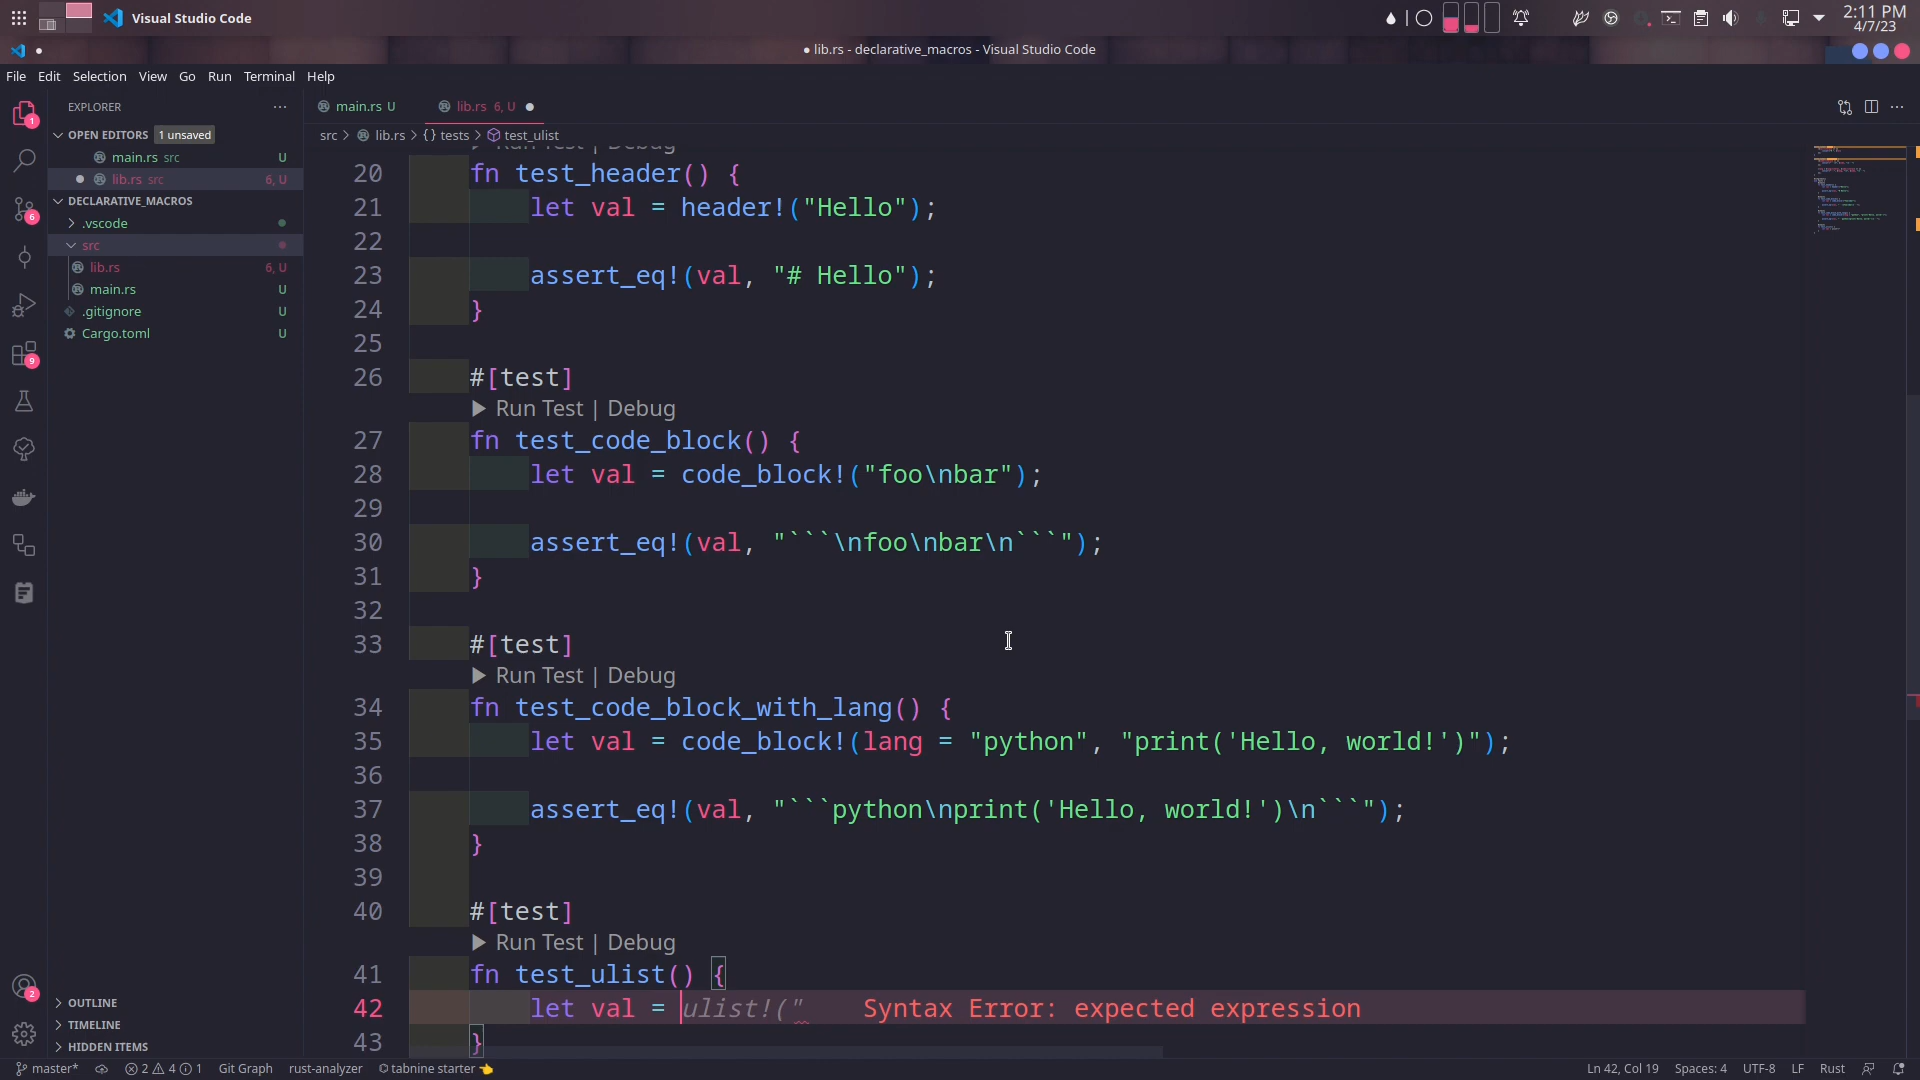 Visual Studio Code
2:11 PM
4/7/23
lib.rs - declarative_macros - Visual Studio Code
File Edit Selection View Go Run Terminal Help
EXPLORER
main.rs U
lib.rs 6, U
OPEN EDITORS 1 unsaved
src > lib.rs > {} tests > test_ulist
main.rs src U
lib.rs src 6, U
DECLARATIVE_MACROS
.vscode
src
lib.rs 6, U
main.rs U
.gitignore U
Cargo.toml U
Run Test | Debug
20 fn test_header() {
21 let val = header!("Hello");
22
23 assert_eq!(val, "# Hello");
24 }
25
26 #[test]
Run Test | Debug
27 fn test_code_block() {
28 let val = code_block!("foo\nbar");
29
30 assert_eq!(val, "```\nfoo\nbar\n```");
31 }
32
33 #[test]
Run Test | Debug
34 fn test_code_block_with_lang() {
35 let val = code_block!(lang = "python", "print('Hello, world!')");
36
37 assert_eq!(val, "```python\nprint('Hello, world!')\n```");
38 }
39
40 #[test]
Run Test | Debug
41 fn test_ulist() {
42 let val = ulist!(" Syntax Error: expected expression
43 }
1
6
9
2
OUTLINE
TIMELINE
HIDDEN ITEMS
master* 2 4 1 Git Graph rust-analyzer tabnine starter Ln 42, Col 19 Spaces: 4 UTF-8 LF Rust